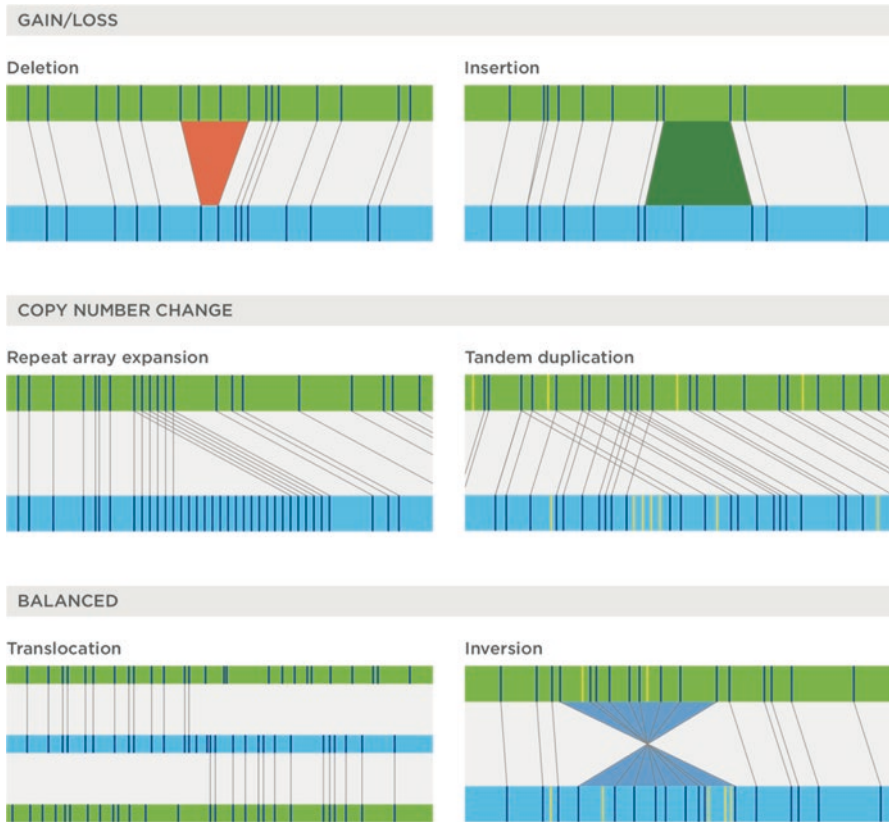 GAIN/LOSS
Deletion
Insertion
COPY NUMBER CHANGE
Repeat array expansion
Tandem duplication
BALANCED
Translocation
Inversion